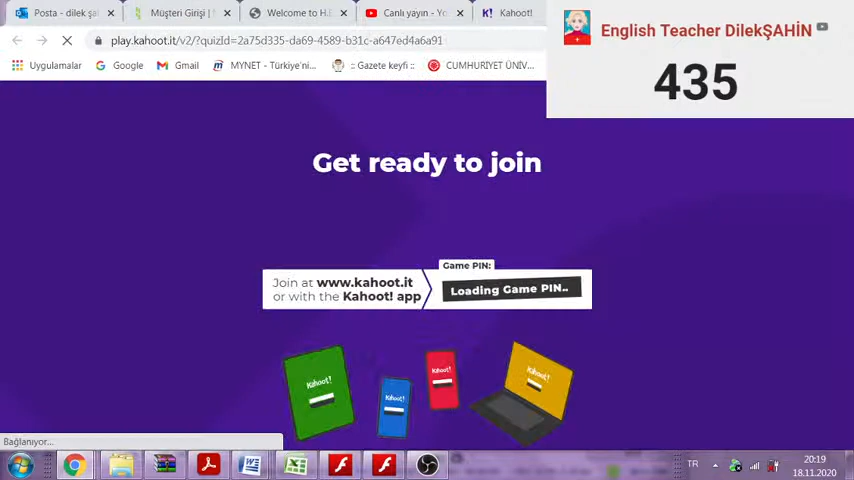 Posta - dilek şa
Müşteri Girişi |
Welcome to H.E
Canlı yayın - Yo
Kahoot!
play.kahoot.it/v2/?quizId=2a75d335-da69-4589-b31c-a647ed4a6a91
Uygulamalar
Google
Gmail
MYNET - Türkiye'ni...
:: Gazete keyfi ::
CUMHURİYET ÜNİV...
English Teacher DilekŞAHİN
435
Get ready to join
Join at www.kahoot.it
or with the Kahoot! app
Game PIN:
Loading Game PIN..
Kahoot!
Kahoot!
Kahoot!
Kahoot!
Bağlanıyor...
TR
20:19
18.11.2020